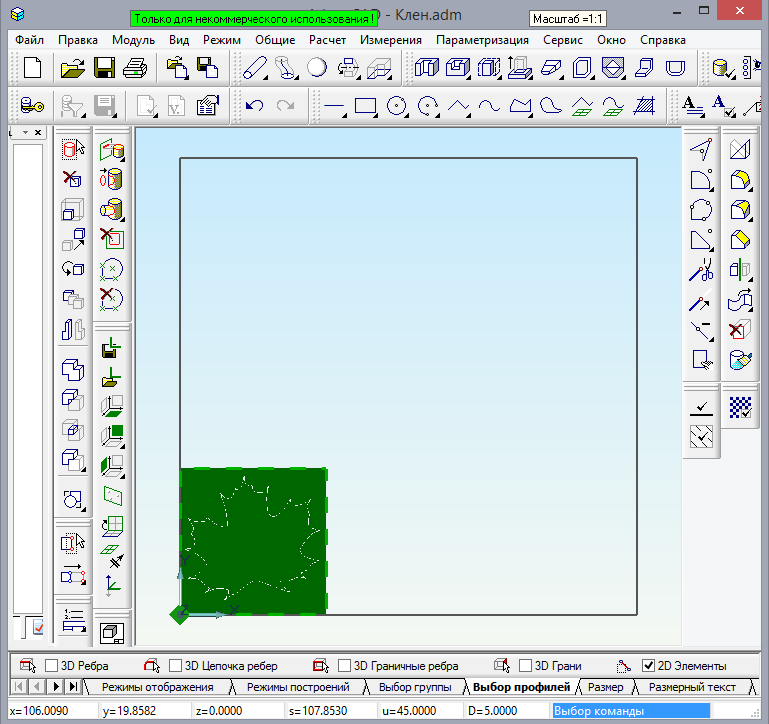 Только для некоммерческого использования !
- Клен.adm
Масштаб =1:1
Файл Правка Модуль Вид Режим Общие Расчет Измерения Параметризация Сервис Окно Справка
3D Ребра 3D Цепочка ребер 3D Граничные ребра 3D Грани 2D Элементы
Режимы отображения Режимы построений Выбор группы Выбор профилей Размер Размерный текст
x=106.0090 y=19.8582 z=0.0000 s=107.8530 u=45.0000 D=5.0000 Выбор команды